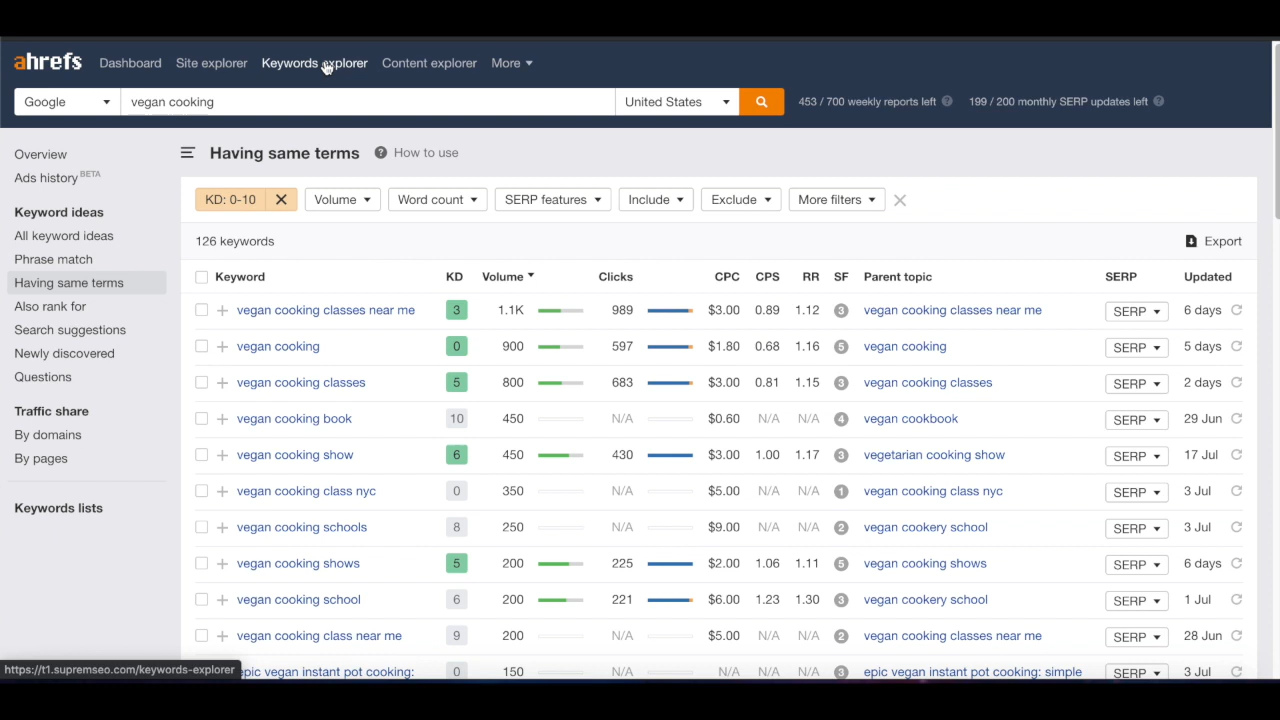 ahrefs Dashboard Site explorer Keywords explorer Content explorer More
Google vegan cooking United States 453 / 700 weekly reports left ? 199 / 200 monthly SERP updates left ?
Overview
Ads history BETA
Keyword ideas
All keyword ideas
Phrase match
Having same terms
Also rank for
Search suggestions
Newly discovered
Questions
Traffic share
By domains
By pages
Keywords lists
Having same terms ? How to use
KD: 0-10 Volume Word count SERP features Include Exclude More filters
126 keywords Export
Keyword KD Volume Clicks CPC CPS RR SF Parent topic SERP Updated
vegan cooking classes near me 3 1.1K 989 $3.00 0.89 1.12 3 vegan cooking classes near me SERP 6 days
vegan cooking 0 900 597 $1.80 0.68 1.16 5 vegan cooking SERP 5 days
vegan cooking classes 5 800 683 $3.00 0.81 1.15 3 vegan cooking classes SERP 2 days
vegan cooking book 10 450 N/A $0.60 N/A N/A 4 vegan cookbook SERP 29 Jun
vegan cooking show 6 450 430 $3.00 1.00 1.17 3 vegetarian cooking show SERP 17 Jul
vegan cooking class nyc 0 350 N/A $5.00 N/A N/A 1 vegan cooking class nyc SERP 3 Jul
vegan cooking schools 8 250 N/A $9.00 N/A N/A 2 vegan cookery school SERP 3 Jul
vegan cooking shows 5 200 225 $2.00 1.06 1.11 5 vegan cooking shows SERP 6 days
vegan cooking school 6 200 221 $6.00 1.23 1.30 3 vegan cookery school SERP 1 Jul
vegan cooking class near me 9 200 N/A $5.00 N/A N/A 2 vegan cooking classes near me SERP 28 Jun
epic vegan instant pot cooking: 0 150 N/A N/A N/A N/A 3 epic vegan instant pot cooking: simple SERP 3 Jul
https://t1.supremseo.com/keywords-explorer